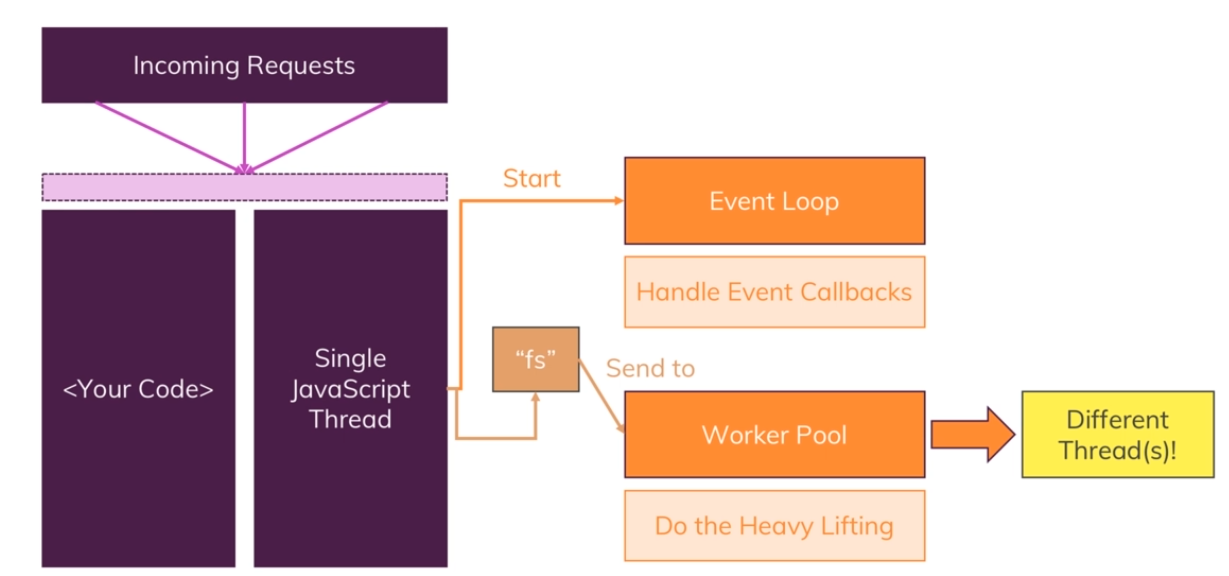 Incoming Requests
Start
Event Loop
Handle Event Callbacks
<Your Code>
Single
JavaScript
Thread
“fs”
Send to
Worker Pool
Different
Thread(s)!
Do the Heavy Lifting